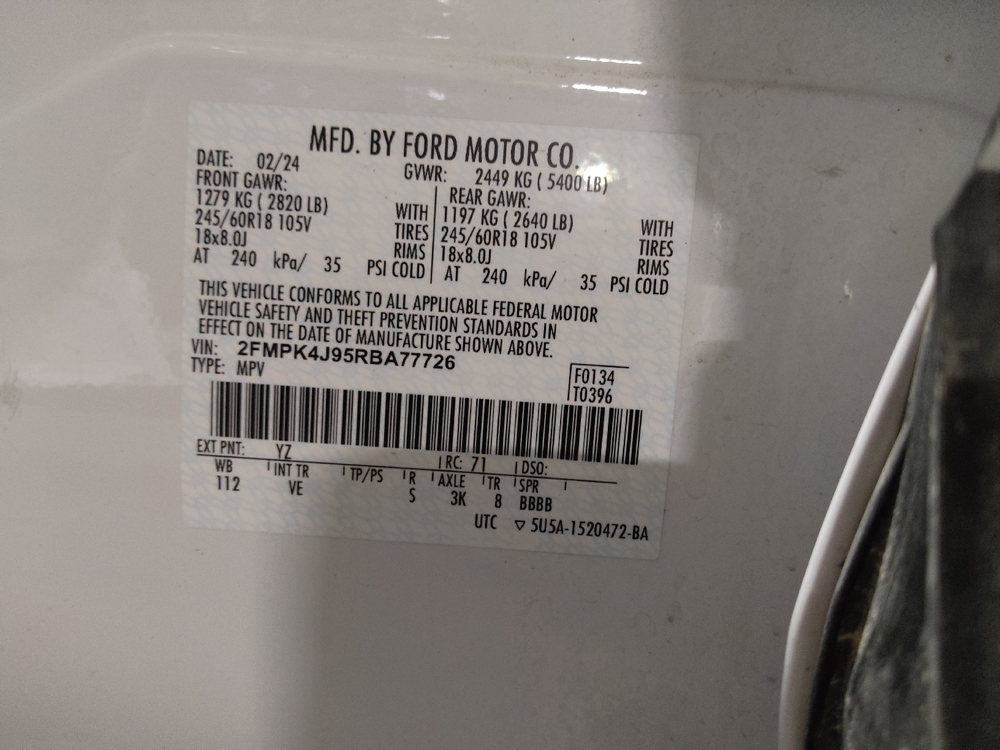 MFD. BY FORD MOTOR CO.
DATE: 02/24 GVWR: 2449 KG ( 5400 LB)
FRONT GAWR: REAR GAWR:
1279 KG ( 2820 LB) WITH 1197 KG ( 2640 LB) WITH
245/60R18 105V TIRES 245/60R18 105V TIRES
18x8.0J RIMS 18x8.0J RIMS
AT 240 kPa/ 35 PSI COLD AT 240 kPa/ 35 PSI COLD
THIS VEHICLE CONFORMS TO ALL APPLICABLE FEDERAL MOTOR
VEHICLE SAFETY AND THEFT PREVENTION STANDARDS IN
EFFECT ON THE DATE OF MANUFACTURE SHOWN ABOVE.
VIN: 2FMPK4J95RBA77726
TYPE: MPV F0134
T0396
EXT PNT: YZ RC: 71 DSO:
WB INT TR TP/PS R AXLE TR SPR
112 VE S 3K 8 BBBB
UTC ▽ 5U5A-1520472-BA